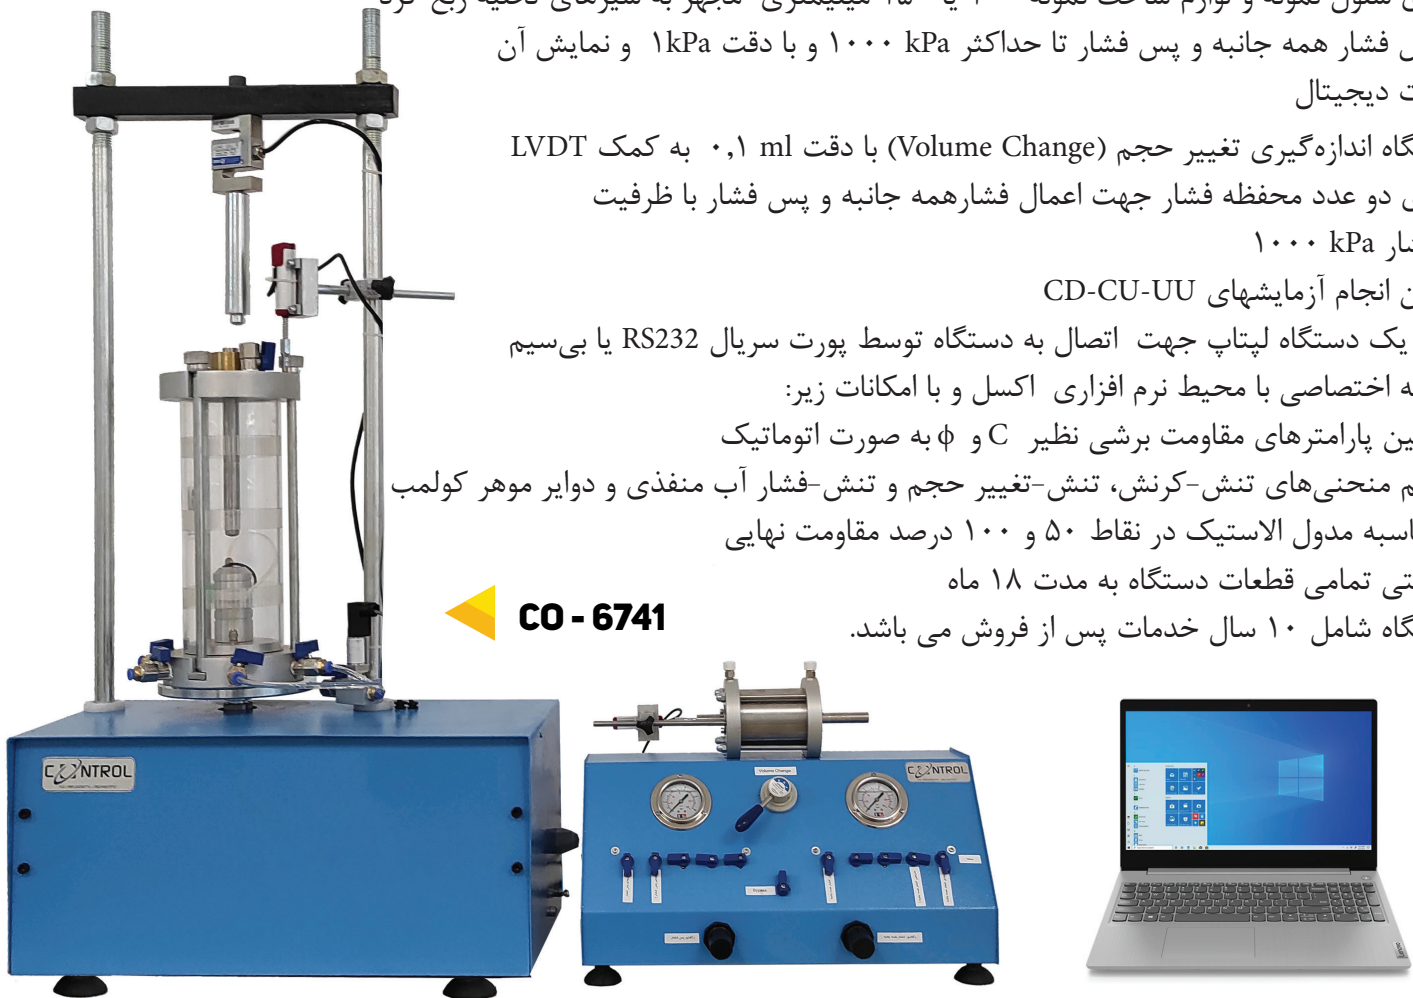 فشار همه جانبه و پس فشار تا حداکثر ۱۰۰۰ kPa و با دقت ۱kPa و نمایش آن
دیجیتال
اندازه‌گیری تغییر حجم (Volume Change) با دقت ۰,۱ ml به کمک LVDT
دو عدد محفظه فشار جهت اعمال فشارهمه جانبه و پس فشار با ظرفیت
۱۰۰۰ kPa
انجام آزمایشهای CD-CU-UU
یک دستگاه لپتاپ جهت اتصال به دستگاه توسط پورت سریال RS232 یا بی‌سیم
اختصاصی با محیط نرم افزاری اکسل و با امکانات زیر:
پارامترهای مقاومت برشی نظیر C و ϕ به صورت اتوماتیک
منحنی‌های تنش-کرنش، تنش-تغییر حجم و تنش-فشار آب منفذی و دوایر موهر کولمب
مدول الاستیک در نقاط ۵۰ و ۱۰۰ درصد مقاومت نهایی
تمامی قطعات دستگاه به مدت ۱۸ ماه
شامل ۱۰ سال خدمات پس از فروش می باشد.
CO - 6741
CONTROL
CONTROL
Volume Change